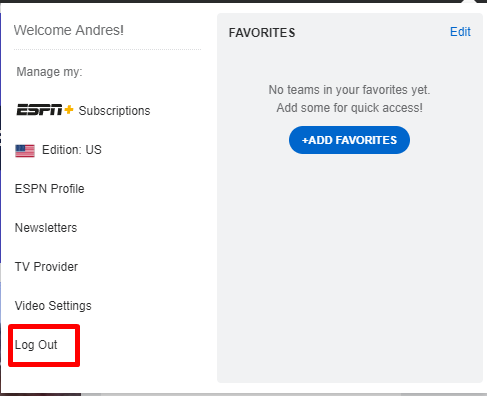 Welcome Andres!
Manage my:
ESPN+ Subscriptions
Edition: US
ESPN Profile
Newsletters
TV Provider
Video Settings
Log Out
FAVORITES
Edit
No teams in your favorites yet.
Add some for quick access!
+ADD FAVORITES